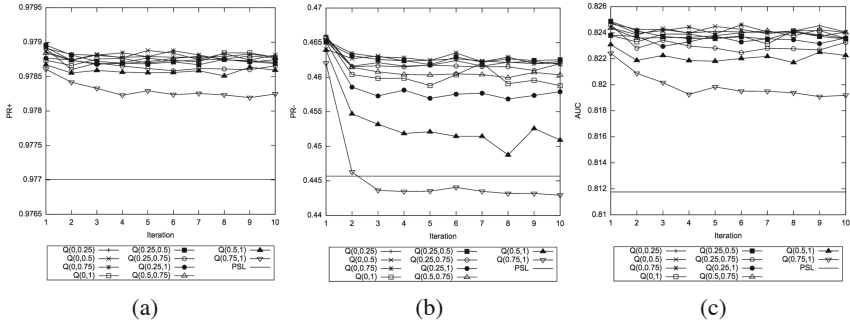 0.9795
0.979
0.9785
0.978
0.9775
0.977
0.9765
PR+
1 2 3 4 5 6 7 8 9 10
Iteration
Q(0,0.25)
Q(0,0.5)
Q(0,0.75)
Q(0,1)
Q(0.25,0.5)
Q(0.25,0.75)
Q(0.25,1)
Q(0.5,0.75)
Q(0.5,1)
Q(0.75,1)
PSL
(a)
0.47
0.465
0.46
0.455
0.45
0.445
0.44
PR-
1 2 3 4 5 6 7 8 9 10
Iteration
Q(0,0.25)
Q(0,0.5)
Q(0,0.75)
Q(0,1)
Q(0.25,0.5)
Q(0.25,0.75)
Q(0.25,1)
Q(0.5,0.75)
Q(0.5,1)
Q(0.75,1)
PSL
(b)
0.826
0.824
0.822
0.82
0.818
0.816
0.814
0.812
0.81
AUC
1 2 3 4 5 6 7 8 9 10
Iteration
Q(0,0.25)
Q(0,0.5)
Q(0,0.75)
Q(0,1)
Q(0.25,0.5)
Q(0.25,0.75)
Q(0.25,1)
Q(0.5,0.75)
Q(0.5,1)
Q(0.75,1)
PSL
(c)